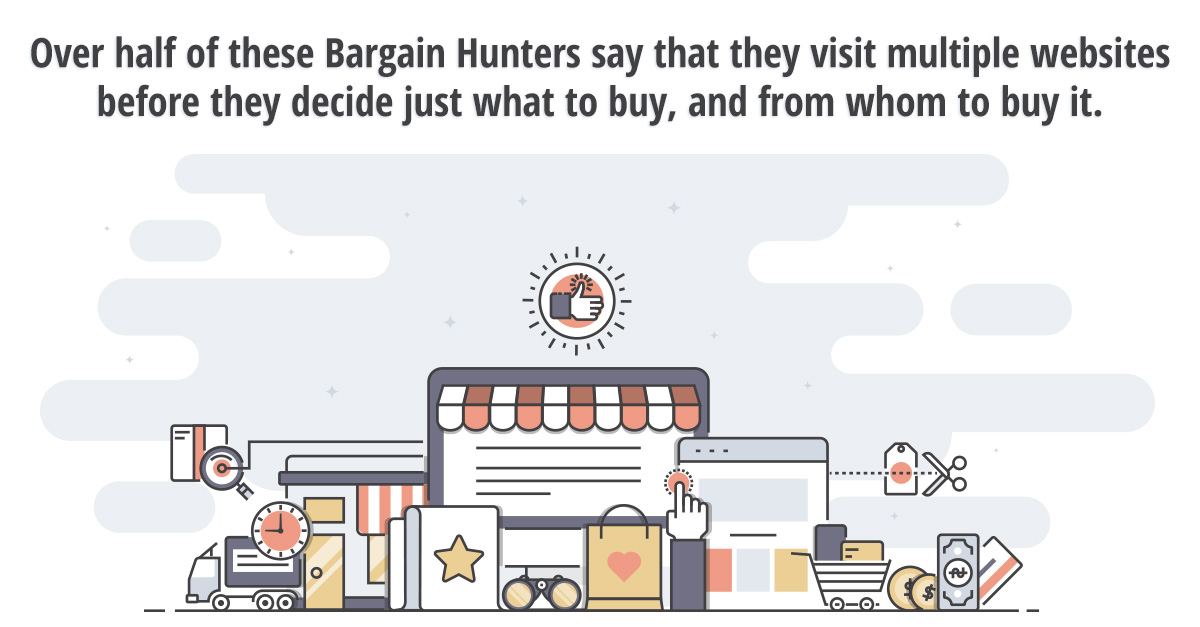 Over half of these Bargain Hunters say that they visit multiple websites
before they decide just what to buy, and from whom to buy it.
$
$